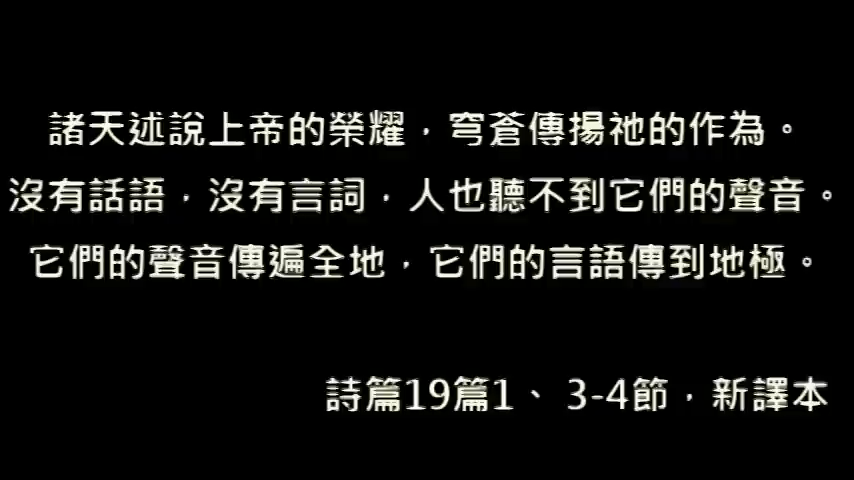 諸天述說上帝的榮耀，穹蒼傳揚祂的作為。
沒有話語，沒有言詞，人也聽不到它們的聲音。
它們的聲音傳遍全地，它們的言語傳到地極。
詩篇19篇1、 3-4節，新譯本